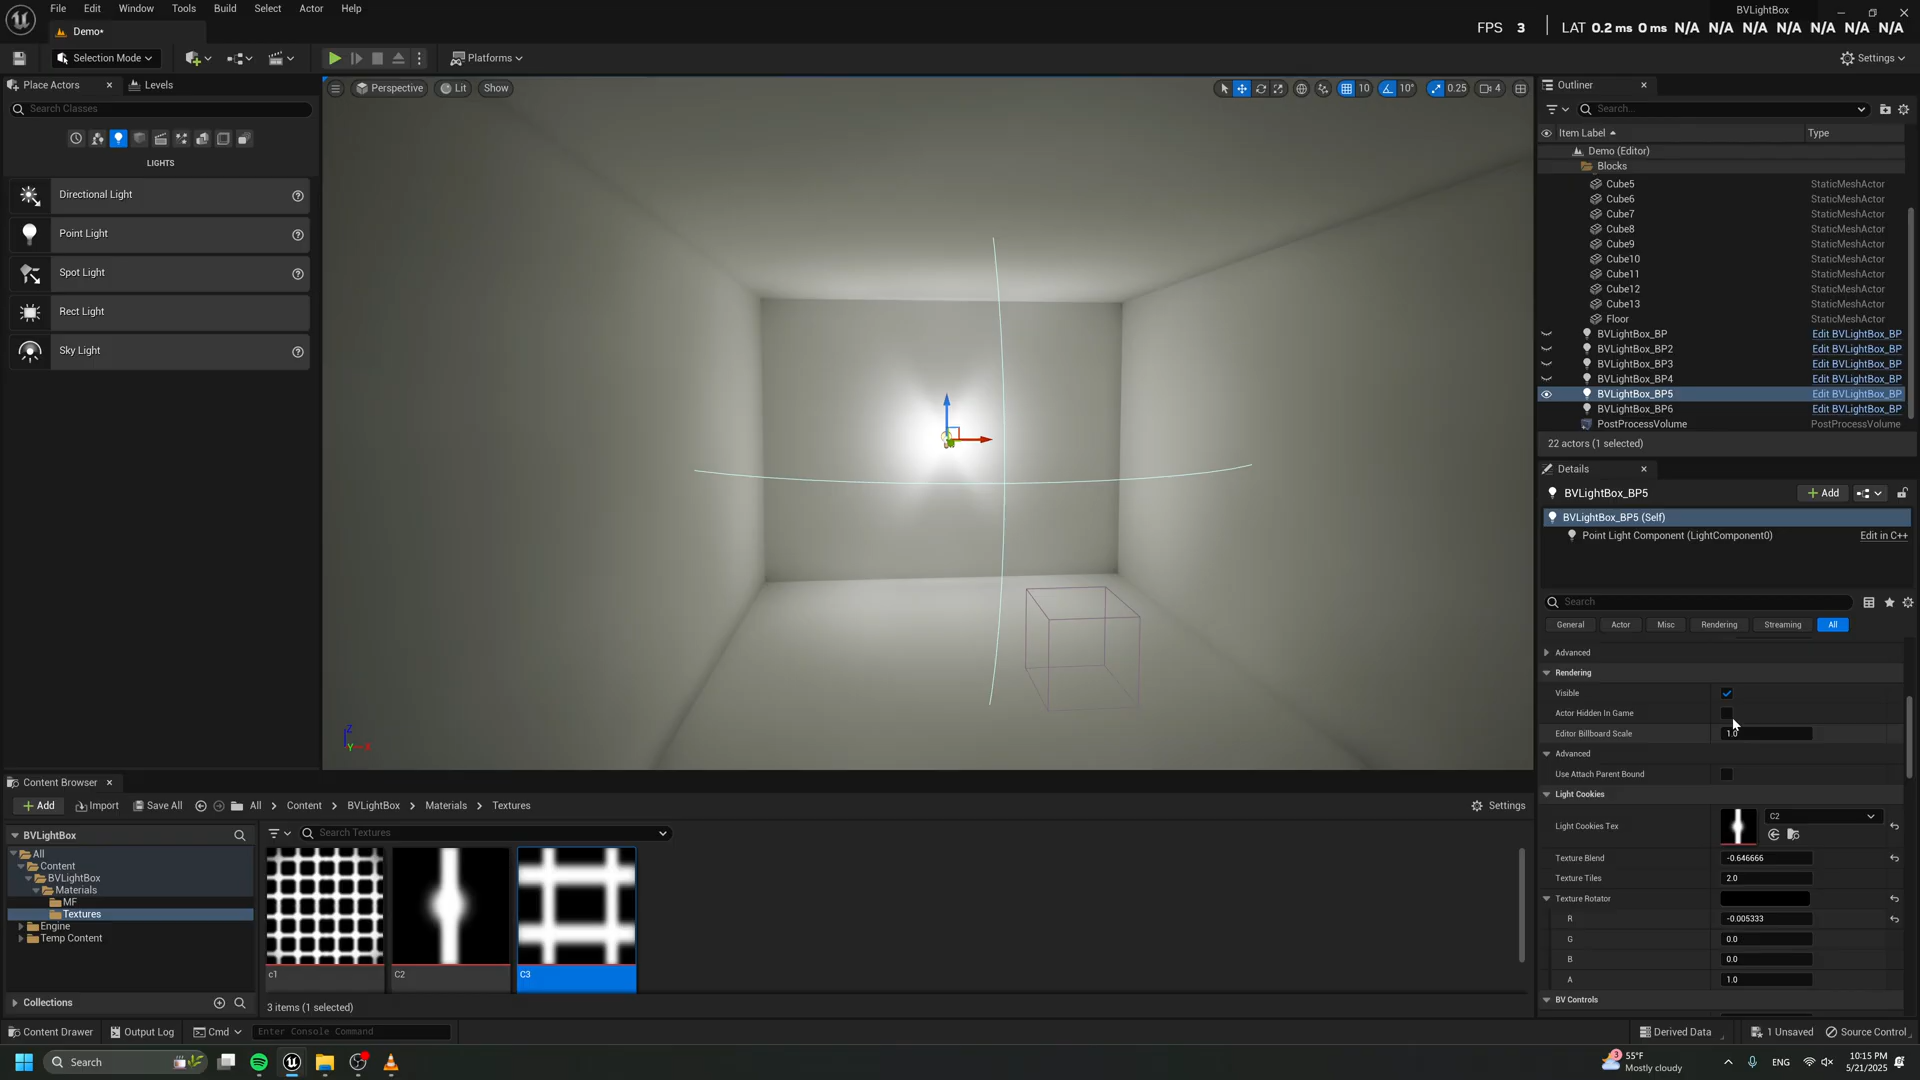 File Edit Window Tools Build Select Actor Help
BVLightBox
Demo*
FPS 3 LAT 0.2 ms 0 ms N/A N/A N/A N/A N/A N/A N/A
Selection Mode
Platforms
Settings
Place Actors
Levels
Search Classes
LIGHTS
Directional Light
Point Light
Spot Light
Rect Light
Sky Light
Perspective Lit Show
10 10° 0.25 4
Z
Y X
Outliner
Search...
Item Label Type
Demo (Editor)
Blocks
Cube5 StaticMeshActor
Cube6 StaticMeshActor
Cube7 StaticMeshActor
Cube8 StaticMeshActor
Cube9 StaticMeshActor
Cube10 StaticMeshActor
Cube11 StaticMeshActor
Cube12 StaticMeshActor
Cube13 StaticMeshActor
Floor StaticMeshActor
BVLightBox_BP Edit BVLightBox_BP
BVLightBox_BP2 Edit BVLightBox_BP
BVLightBox_BP3 Edit BVLightBox_BP
BVLightBox_BP4 Edit BVLightBox_BP
BVLightBox_BP5 Edit BVLightBox_BP
BVLightBox_BP6 Edit BVLightBox_BP
PostProcessVolume PostProcessVolume
22 actors (1 selected)
Details
BVLightBox_BP5
Add
BVLightBox_BP5 (Self)
Point Light Component (LightComponent0) Edit in C++
Search
General Actor Misc Rendering Streaming All
Advanced
Rendering
Visible
Actor Hidden In Game
Editor Billboard Scale 1.0
Advanced
Use Attach Parent Bound
Light Cookies
Light Cookies Tex C2
Texture Blend -0.646666
Texture Tiles 2.0
Texture Rotator
R -0.005333
G 0.0
B 0.0
A 1.0
BV Controls
Content Browser
Add Import Save All All Content BVLightBox Materials Textures Settings
BVLightBox
Search Textures
All
Content
BVLightBox
Materials
MF
Textures
Engine
Temp Content
c1 C2 C3
Collections
3 items (1 selected)
Content Drawer Output Log Cmd Enter Console Command Derived Data 1 Unsaved Source Control
Search
3
55°F
Mostly cloudy
ENG
10:15 PM
5/21/2025